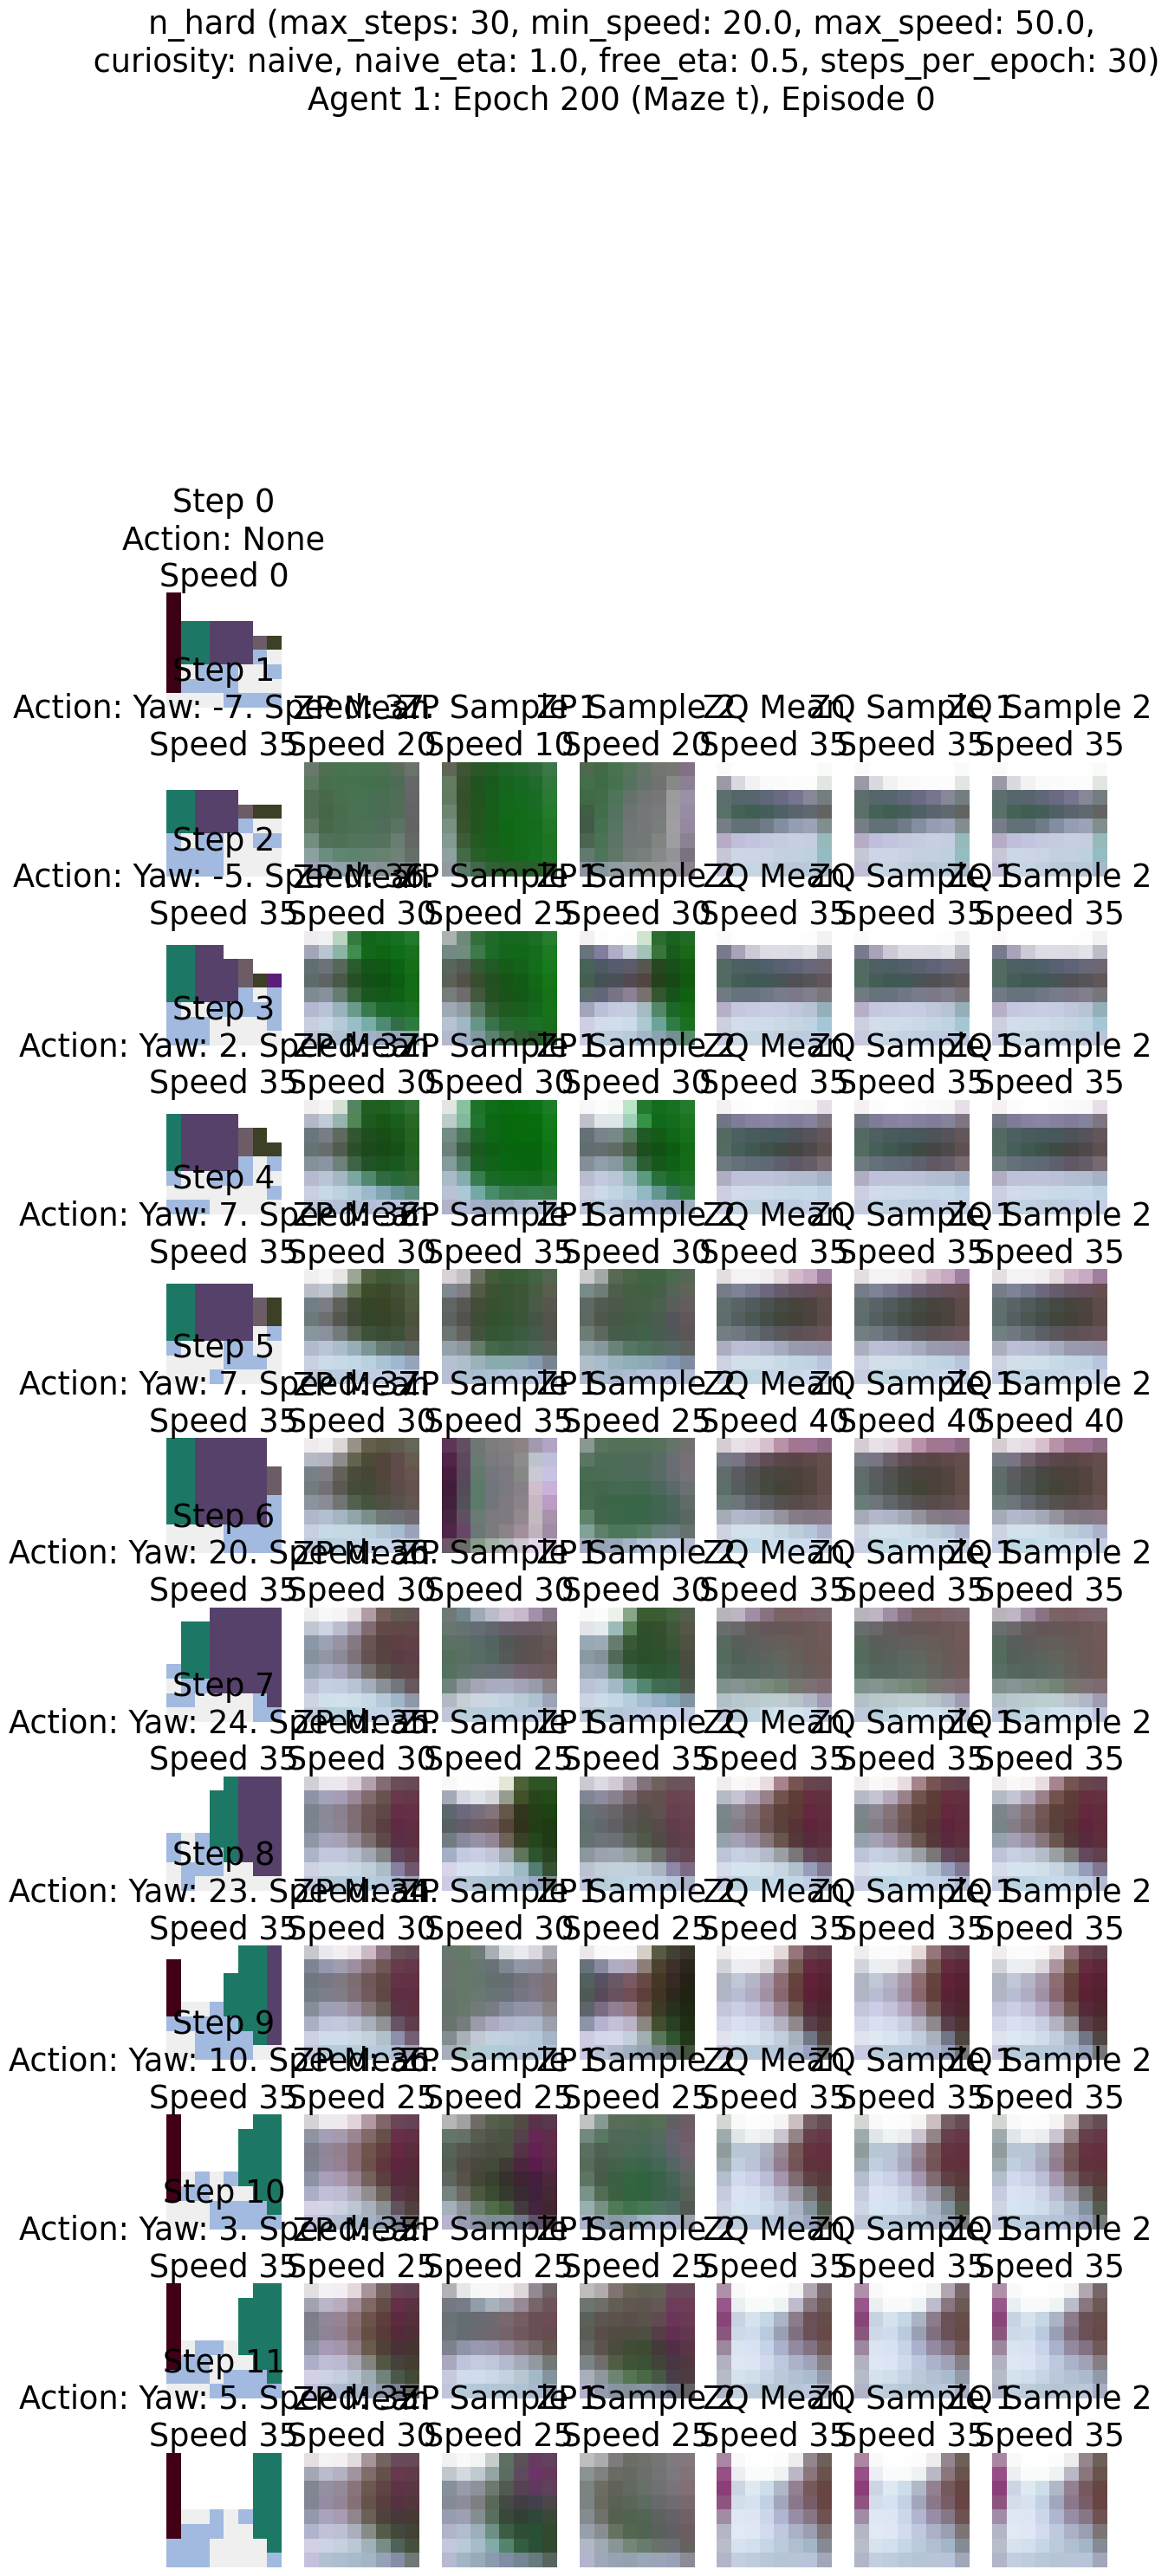 n_hard (max_steps: 30, min_speed: 20.0, max_speed: 50.0,
curiosity: naive, naive_eta: 1.0, free_eta: 0.5, steps_per_epoch: 30)
Agent 1: Epoch 200 (Maze t), Episode 0
Step 0
Action: None
Speed 0
Step 1
Action: Yaw: -7. Speed: ZP Mean ZP Sample 1 ZP Sample 2 ZQ Mean ZQ Sample 1 ZQ Sample 2
Speed 35 Speed 20 Speed 10 Speed 20 Speed 35 Speed 35 Speed 35
Step 2
Action: Yaw: -5. Speed: ZP Mean ZP Sample 1 ZP Sample 2 ZQ Mean ZQ Sample 1 ZQ Sample 2
Speed 35 Speed 30 Speed 25 Speed 30 Speed 35 Speed 35 Speed 35
Step 3
Action: Yaw: 2. Speed: ZP Mean ZP Sample 1 ZP Sample 2 ZQ Mean ZQ Sample 1 ZQ Sample 2
Speed 35 Speed 30 Speed 30 Speed 30 Speed 35 Speed 35 Speed 35
Step 4
Action: Yaw: 7. Speed: ZP Mean ZP Sample 1 ZP Sample 2 ZQ Mean ZQ Sample 1 ZQ Sample 2
Speed 35 Speed 30 Speed 35 Speed 30 Speed 35 Speed 35 Speed 35
Step 5
Action: Yaw: 7. Speed: ZP Mean ZP Sample 1 ZP Sample 2 ZQ Mean ZQ Sample 1 ZQ Sample 2
Speed 35 Speed 30 Speed 35 Speed 25 Speed 40 Speed 40 Speed 40
Step 6
Action: Yaw: 20. Speed: ZP Mean ZP Sample 1 ZP Sample 2 ZQ Mean ZQ Sample 1 ZQ Sample 2
Speed 35 Speed 30 Speed 30 Speed 30 Speed 35 Speed 35 Speed 35
Step 7
Action: Yaw: 24. Speed: ZP Mean ZP Sample 1 ZP Sample 2 ZQ Mean ZQ Sample 1 ZQ Sample 2
Speed 35 Speed 30 Speed 25 Speed 35 Speed 35 Speed 35 Speed 35
Step 8
Action: Yaw: 23. Speed: ZP Mean ZP Sample 1 ZP Sample 2 ZQ Mean ZQ Sample 1 ZQ Sample 2
Speed 35 Speed 30 Speed 30 Speed 25 Speed 35 Speed 35 Speed 35
Step 9
Action: Yaw: 10. Speed: ZP Mean ZP Sample 1 ZP Sample 2 ZQ Mean ZQ Sample 1 ZQ Sample 2
Speed 35 Speed 25 Speed 25 Speed 25 Speed 35 Speed 35 Speed 35
Step 10
Action: Yaw: 3. Speed: ZP Mean ZP Sample 1 ZP Sample 2 ZQ Mean ZQ Sample 1 ZQ Sample 2
Speed 35 Speed 25 Speed 25 Speed 25 Speed 35 Speed 35 Speed 35
Step 11
Action: Yaw: 5. Speed: ZP Mean ZP Sample 1 ZP Sample 2 ZQ Mean ZQ Sample 1 ZQ Sample 2
Speed 35 Speed 30 Speed 25 Speed 25 Speed 35 Speed 35 Speed 35